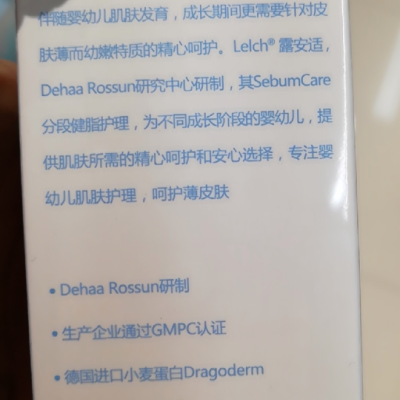 伴随婴幼儿肌肤发育，成长期间更需要针对皮
肤薄而幼嫩特质的精心呵护。Lelch® 露安适，
Dehaa Rossun研究中心研制，其SebumCare
分段健脂护理，为不同成长阶段的婴幼儿，提
供肌肤所需的精心呵护和安心选择，专注婴
幼儿肌肤护理，呵护薄皮肤
• Dehaa Rossun研制
• 生产企业通过GMPC认证
• 德国进口小麦蛋白Dragoderm